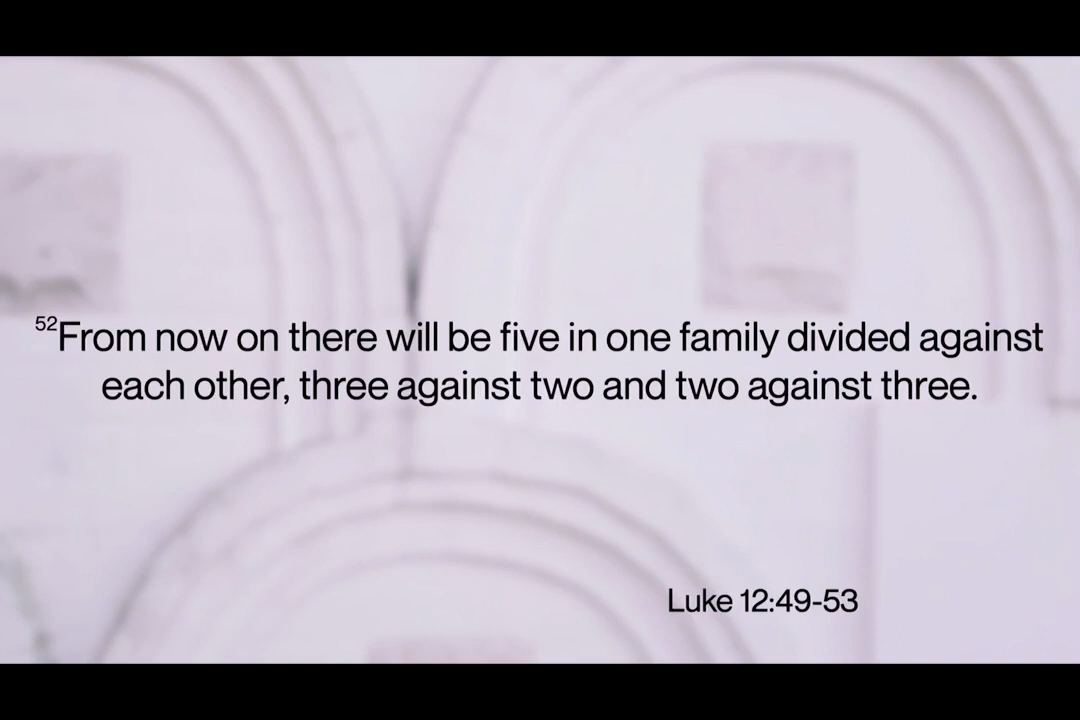 ⁵²From now on there will be five in one family divided against
each other, three against two and two against three.
Luke 12:49-53